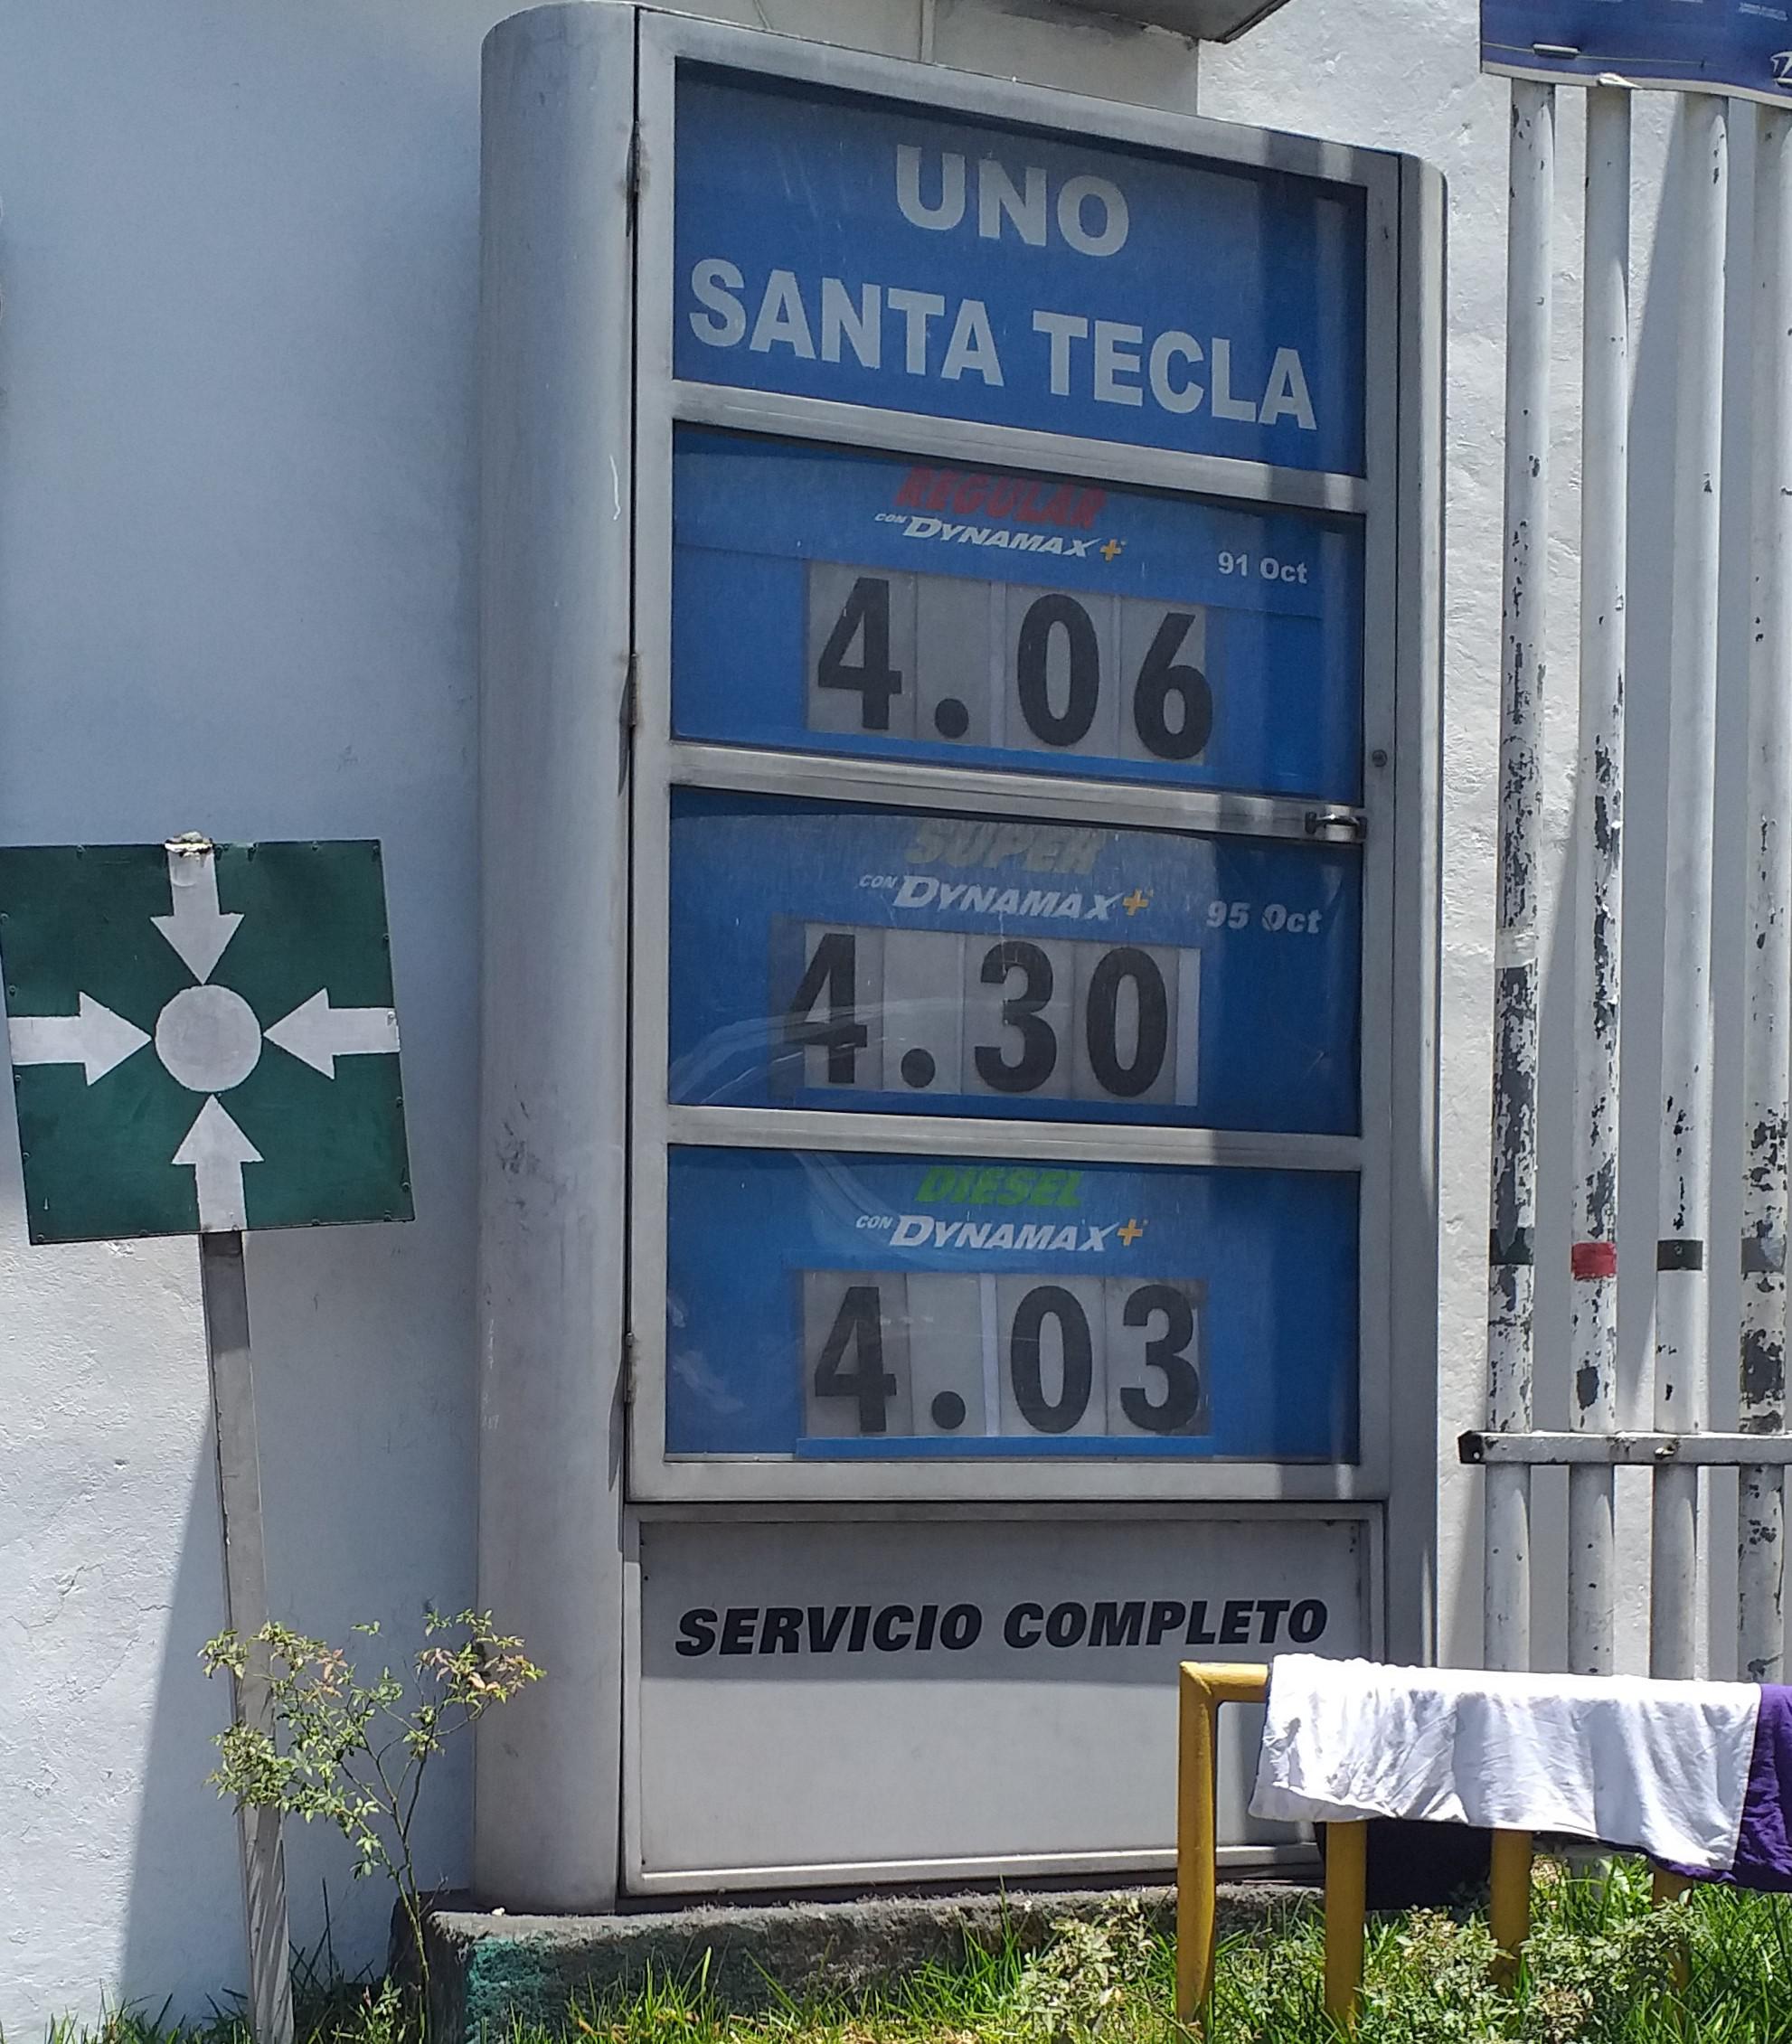 UNO
SANTA TECLA
REGULAR
CON DYNAMAX+
91 Oct
4.06
SUPER
CON DYNAMAX+
95 Oct
4.30
DIESEL
CON DYNAMAX+
4.03
SERVICIO COMPLETO